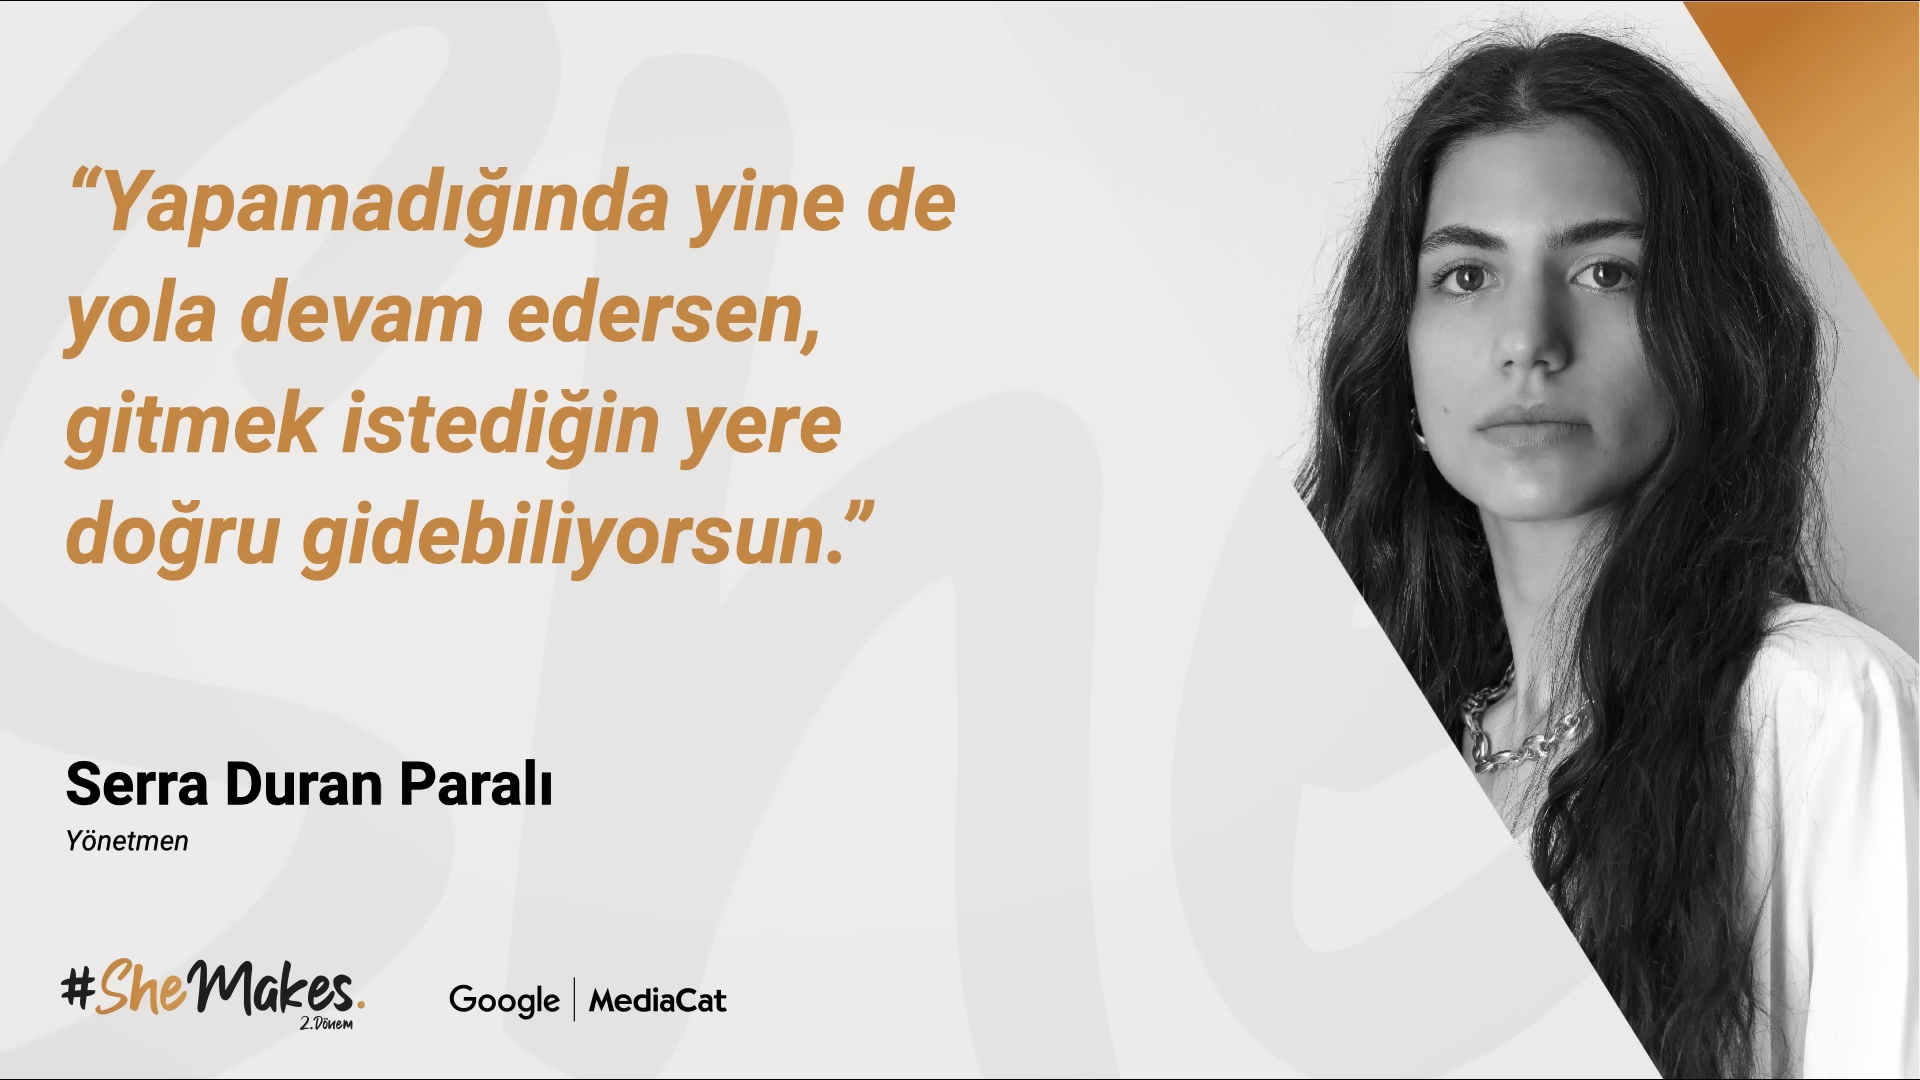 “Yapamadığında yine de
yola devam edersen,
gitmek istediğin yere
doğru gidebiliyorsun.”
Serra Duran Paralı
Yönetmen
#SheMakes.
2.Dönem
Google | MediaCat